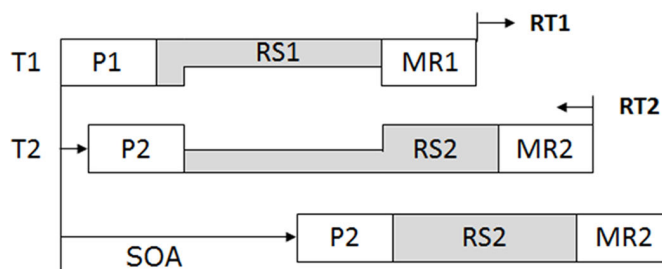 RT1
T1 P1 RS1 MR1
RT2
T2 P2 RS2 MR2
P2 RS2 MR2
SOA